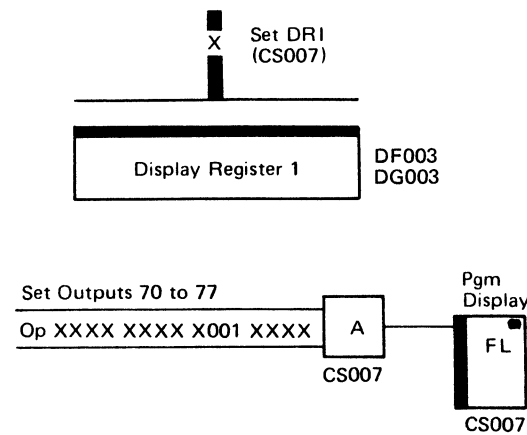 X
Set DRI
(CS007)
Display Register 1
DF003
DG003
Set Outputs 70 to 77
Op XXXX XXXX X001 XXXX
A
CS007
Pgm
Display
FL
CS007